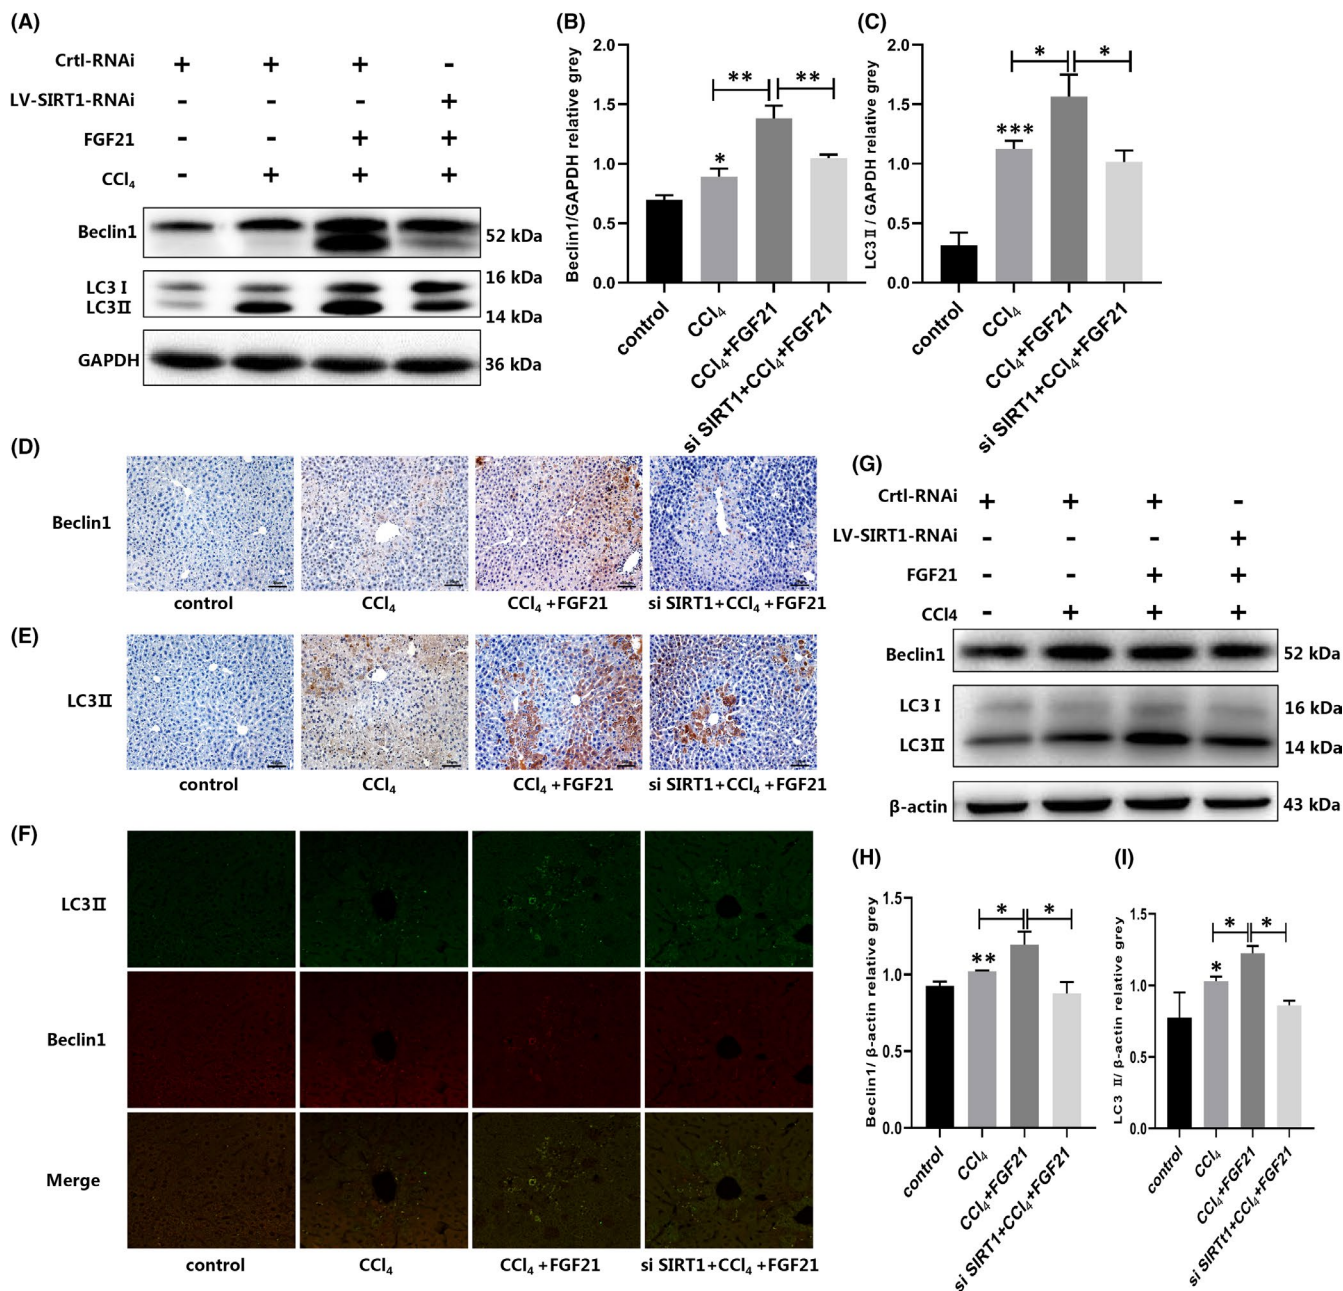 (A)
Crtl-RNAi + + + -
LV-SIRT1-RNAi - - - +
FGF21 - - + +
CCl₄ - + + +
Beclin1 52 kDa
LC3 I 16 kDa
LC3II 14 kDa
GAPDH 36 kDa
(B)
Beclin1/GAPDH relative grey
2.0
1.5
1.0
0.5
0.0
* ** **
control
CCl₄
CCl₄+FGF21
si SIRT1+CCl₄+FGF21
(C)
LC3 II / GAPDH relative grey
2.0
1.5
1.0
0.5
0.0
*** * *
control
CCl₄
CCl₄+FGF21
si SIRT1+CCl₄+FGF21
(D)
Beclin1
control CCl₄ CCl₄ +FGF21 si SIRT1+CCl₄ +FGF21
(E)
LC3II
control CCl₄ CCl₄ +FGF21 si SIRT1+CCl₄ +FGF21
(F)
LC3II
Beclin1
Merge
control CCl₄ CCl₄ +FGF21 si SIRT1+CCl₄ +FGF21
(G)
Crtl-RNAi + + + -
LV-SIRT1-RNAi - - - +
FGF21 - - + +
CCl4 - + + +
Beclin1 52 kDa
LC3 I 16 kDa
LC3II 14 kDa
β-actin 43 kDa
(H)
Beclin1/ β-actin relative grey
1.5
1.0
0.5
0.0
** * *
control
CCl₄
CCl₄+FGF21
si SIRT1+CCl₄+FGF21
(I)
LC3 II/ β-actin relative grey
1.5
1.0
0.5
0.0
* * *
control
CCl₄
CCl₄+FGF21
si SIRTt1+CCl₄+FGF21